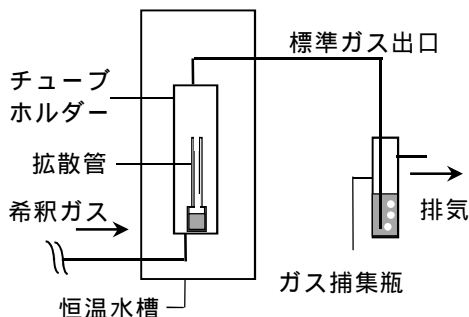 標準ガス出口
チューブ
ホルダー
拡散管
希釈ガス
排気
ガス捕集瓶
恒温水槽